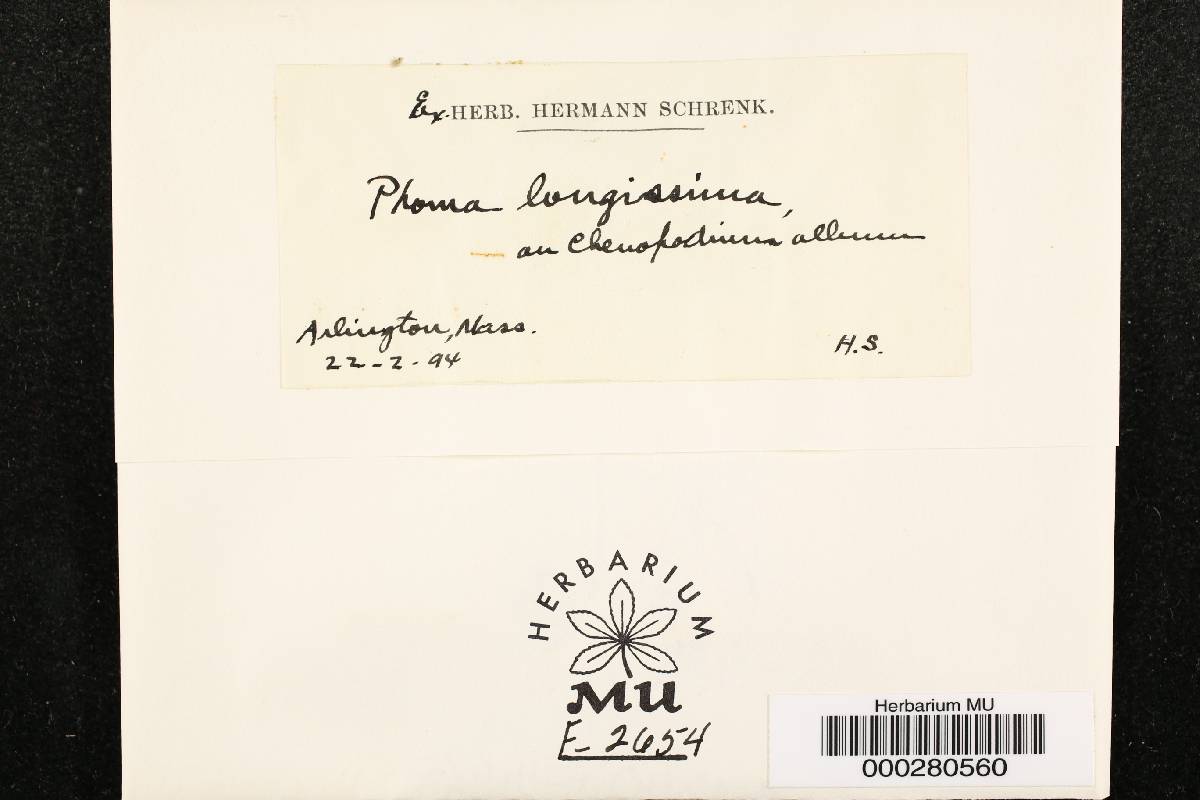 Ex. HERB. HERMANN SCHRENK.
Phoma longissima,
on Chenopodium album
Arlington, Mass.
22-2-94
H.S.
HERBARIUM
MU
F-2654
Herbarium MU
000280560